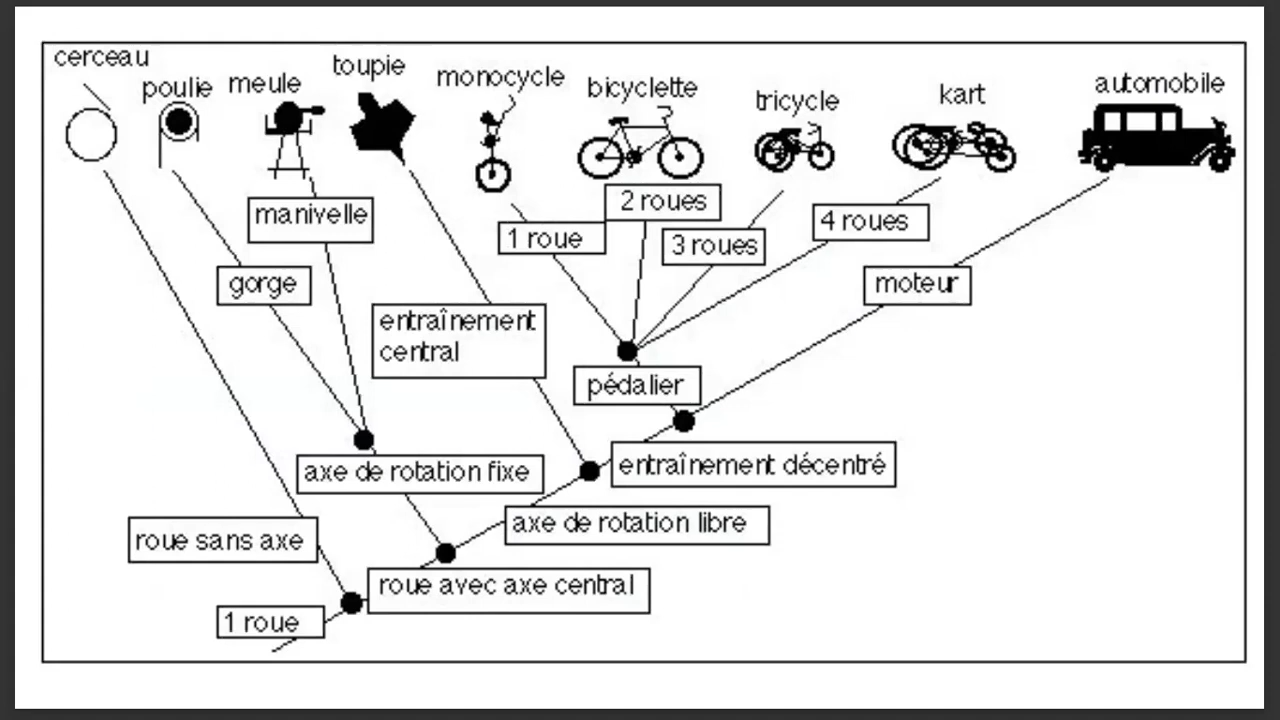 cerceau
poulie
meule
toupie
monocycle
bicyclette
tricycle
kart
automobile
manivelle
2 roues
1 roue
3 roues
4 roues
gorge
moteur
entraînement
central
pédalier
axe de rotation fixe
entraînement décentré
roue sans axe
axe de rotation libre
roue avec axe central
1 roue